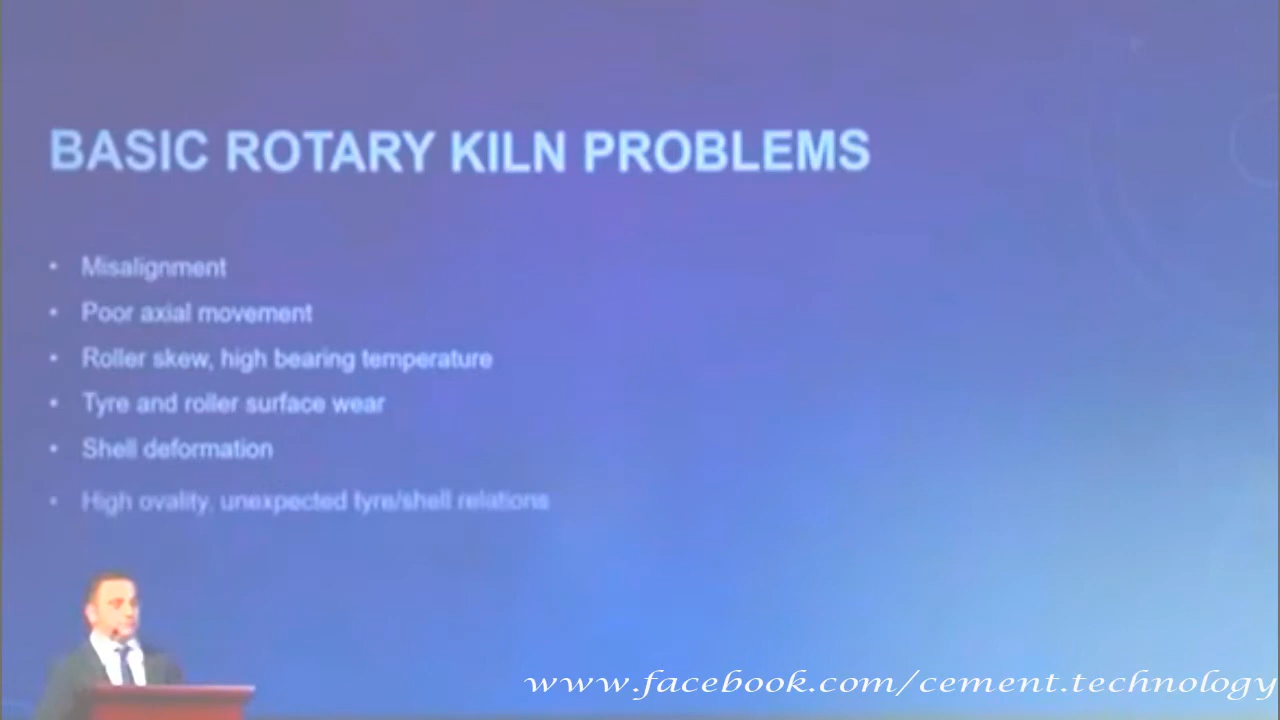 BASIC ROTARY KILN PROBLEMS
• Misalignment
• Poor axial movement
• Roller skew, high bearing temperature
• Tyre and roller surface wear
• Shell deformation
• High ovality, unexpected tyre/shell relations
www.facebook.com/cement.technology